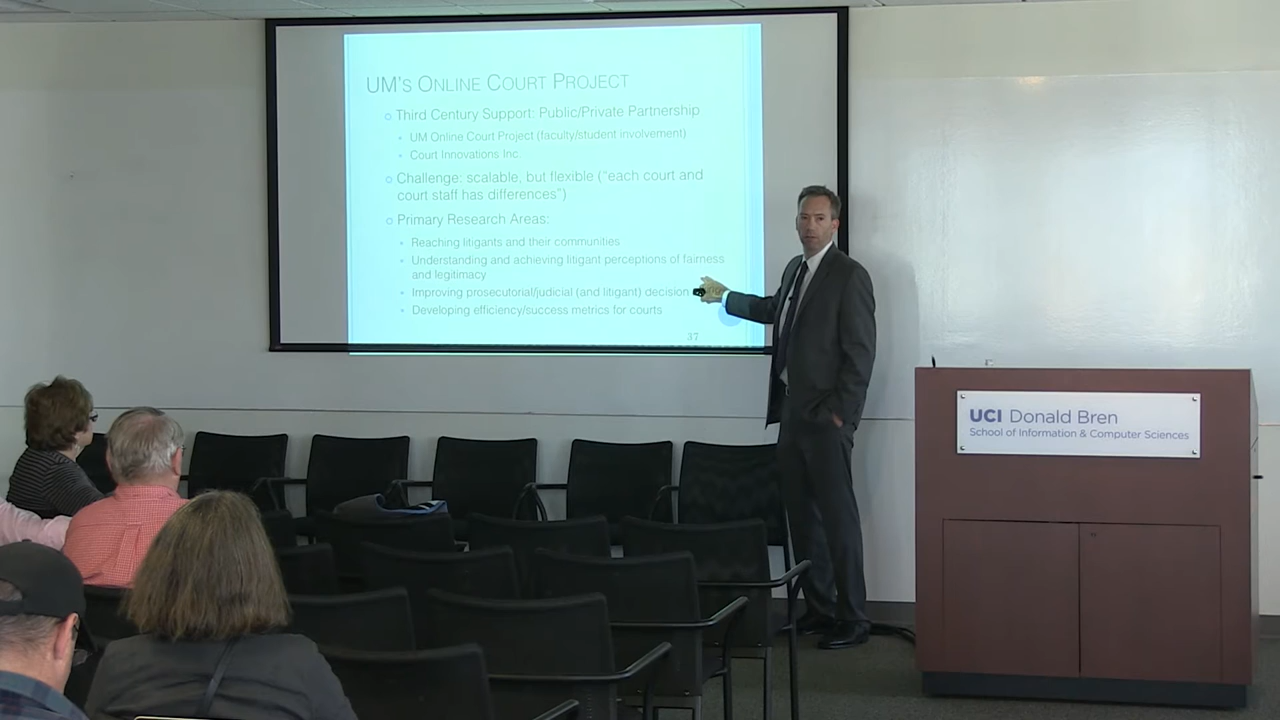 UM'S ONLINE COURT PROJECT
Third Century Support: Public/Private Partnership
UM Online Court Project (faculty/student involvement)
Court Innovations Inc.
Challenge: scalable, but flexible ("each court and
court staff has differences")
Primary Research Areas:
Reaching litigants and their communities
Understanding and achieving litigant perceptions of fairness
and legitimacy
Improving prosecutorial/judicial (and litigant) decision
Developing efficiency/success metrics for courts
37
UCI Donald Bren
School of Information & Computer Sciences